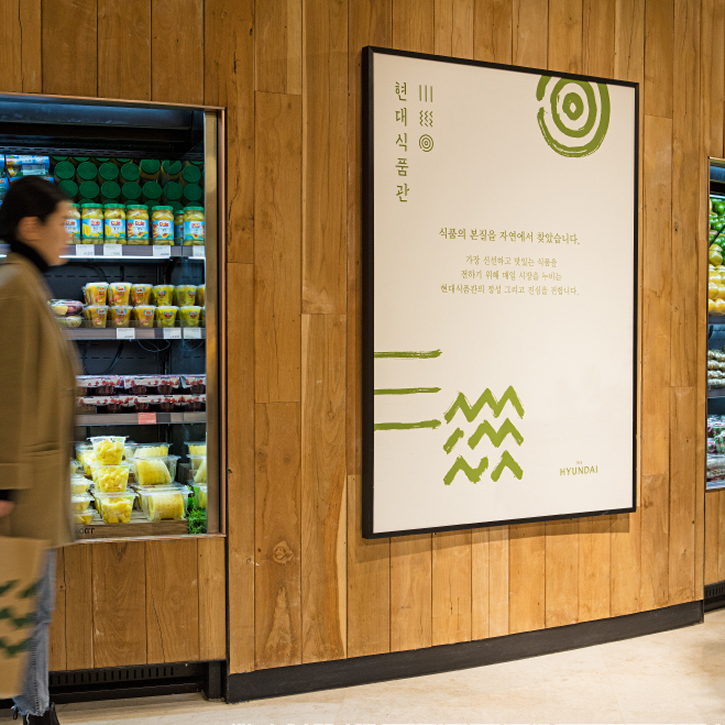 현대식품관
식품의 본질을 자연에서 찾았습니다.
가장 신선하고 맛있는 식품을
전하기 위해 매일 시장을 누비는
현대식품관의 정성 그리고 진심을 전합니다.
THE
HYUNDAI
Dole